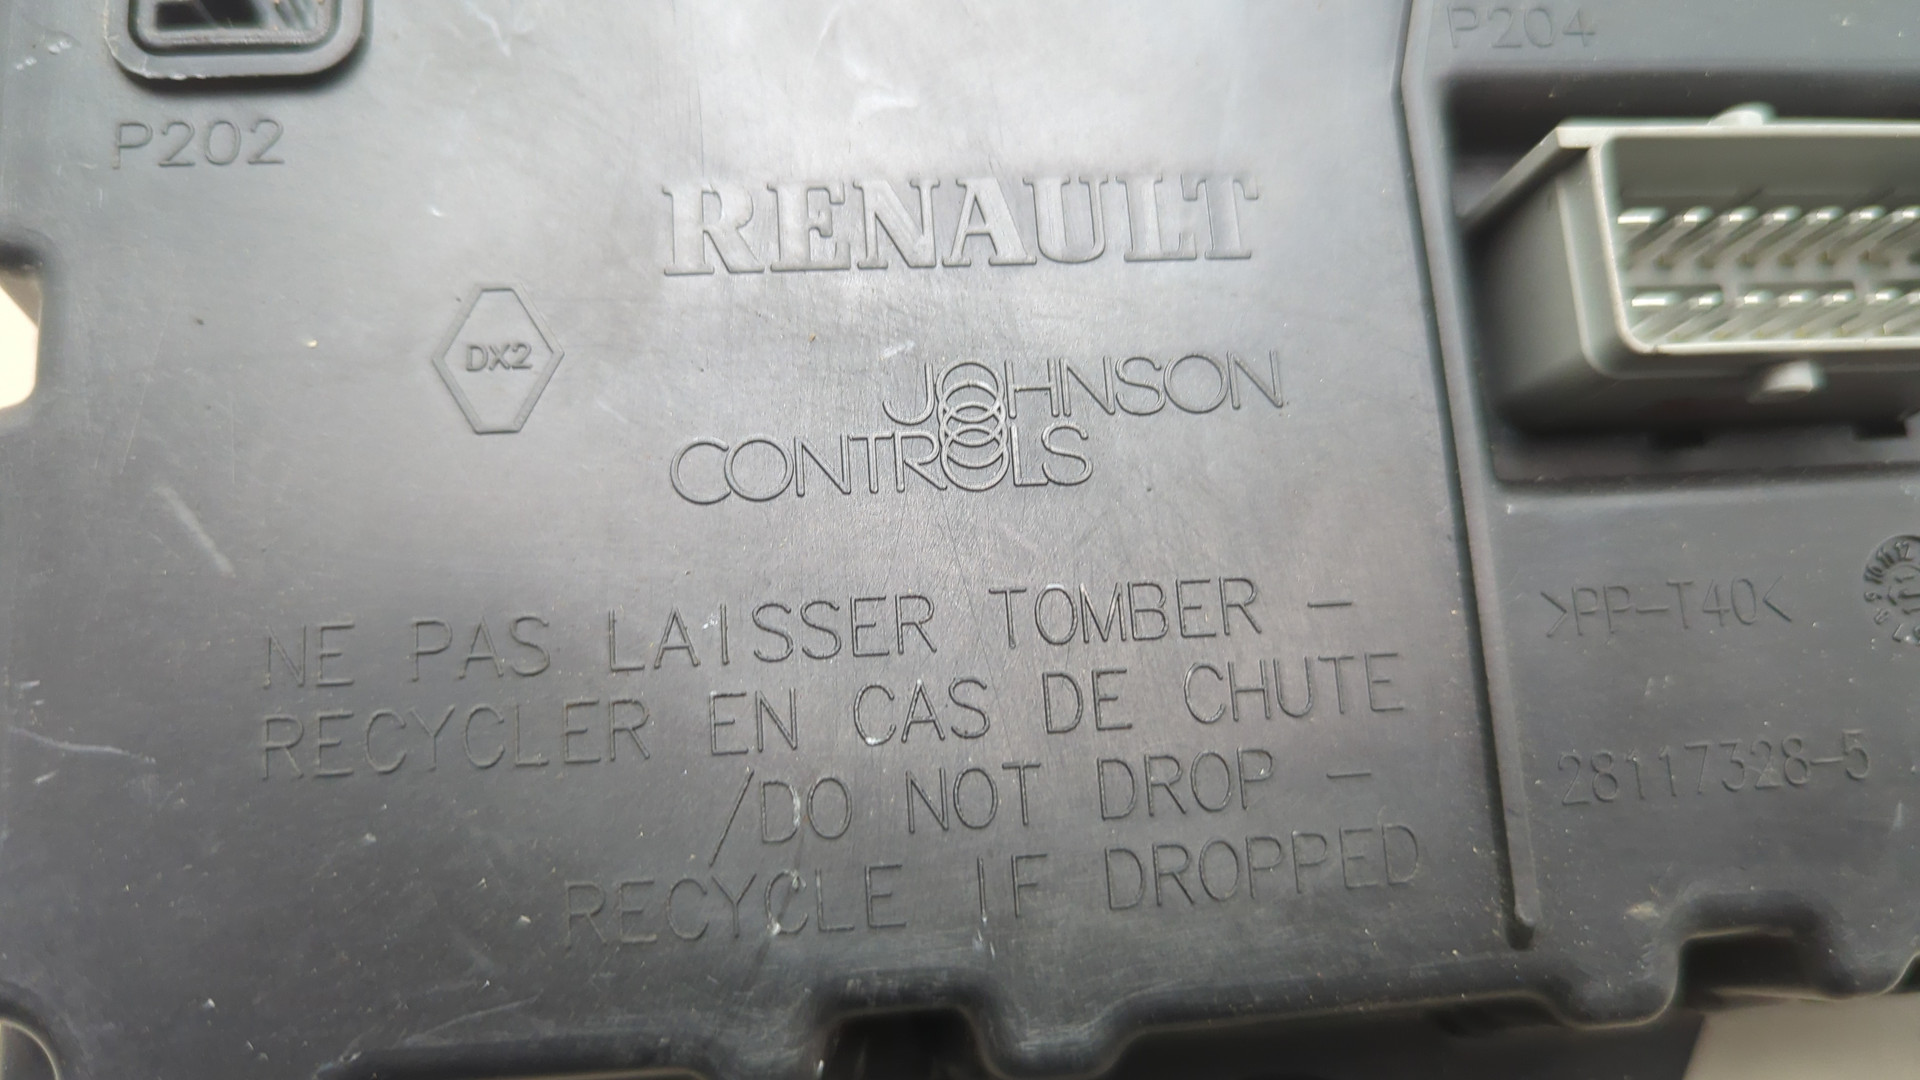 P204
P202
RENAULT
DX2
JOHNSON
CONTROLS
NE PAS LAISSER TOMBER -
RECYCLER EN CAS DE CHUTE
/DO NOT DROP -
RECYCLE IF DROPPED
>PP-T40<
28117328-5